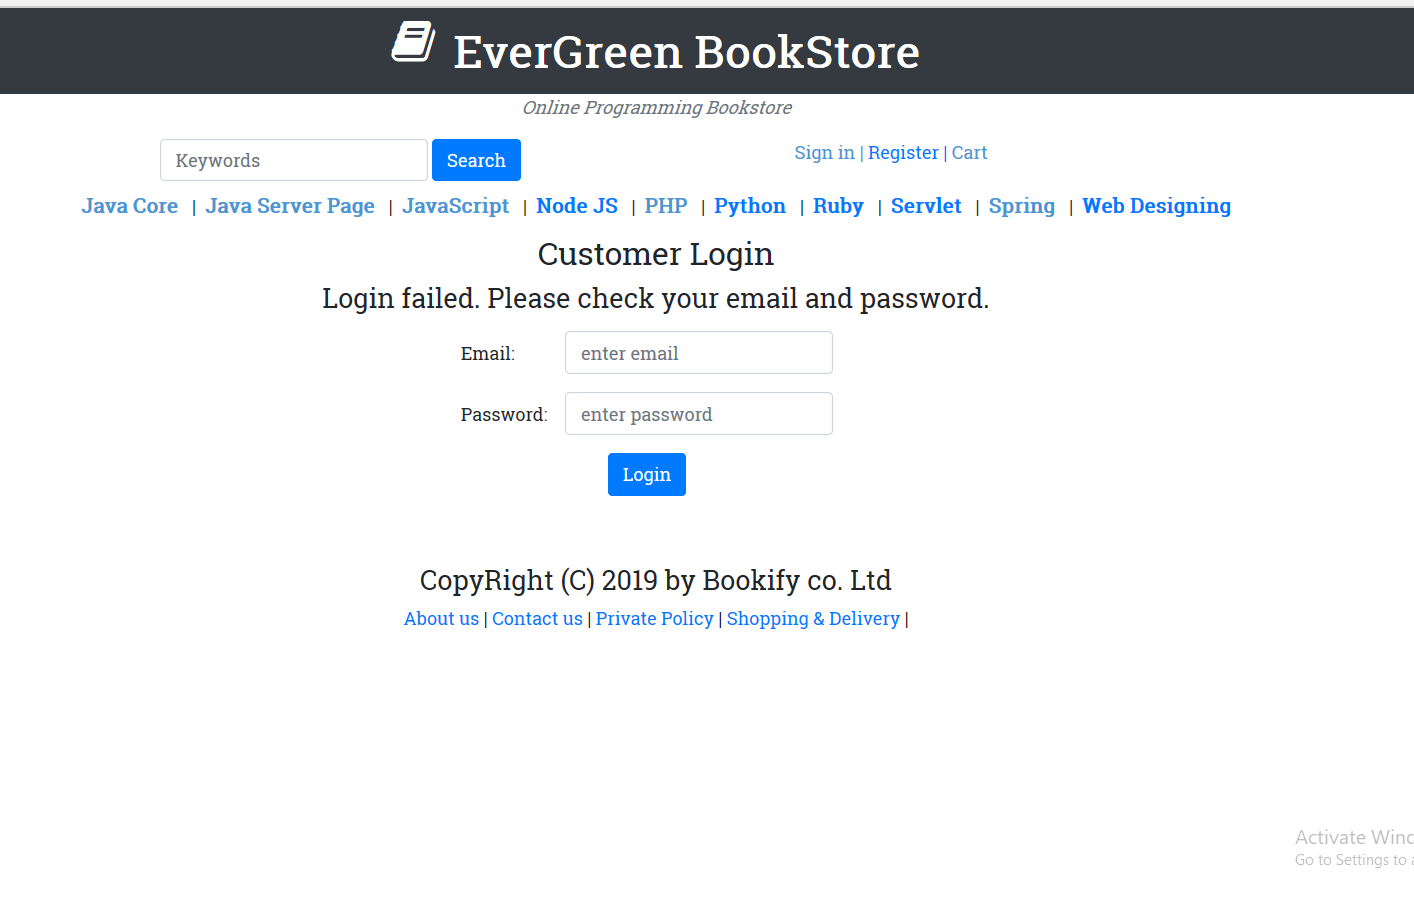 EverGreen BookStore
Online Programming Bookstore
Keywords Search Sign in | Register | Cart
Java Core | Java Server Page | JavaScript | Node JS | PHP | Python | Ruby | Servlet | Spring | Web Designing
Customer Login
Login failed. Please check your email and password.
Email: enter email
Password: enter password
Login
CopyRight (C) 2019 by Bookify co. Ltd
About us | Contact us | Private Policy | Shopping & Delivery |
Activate
Go to Settings to